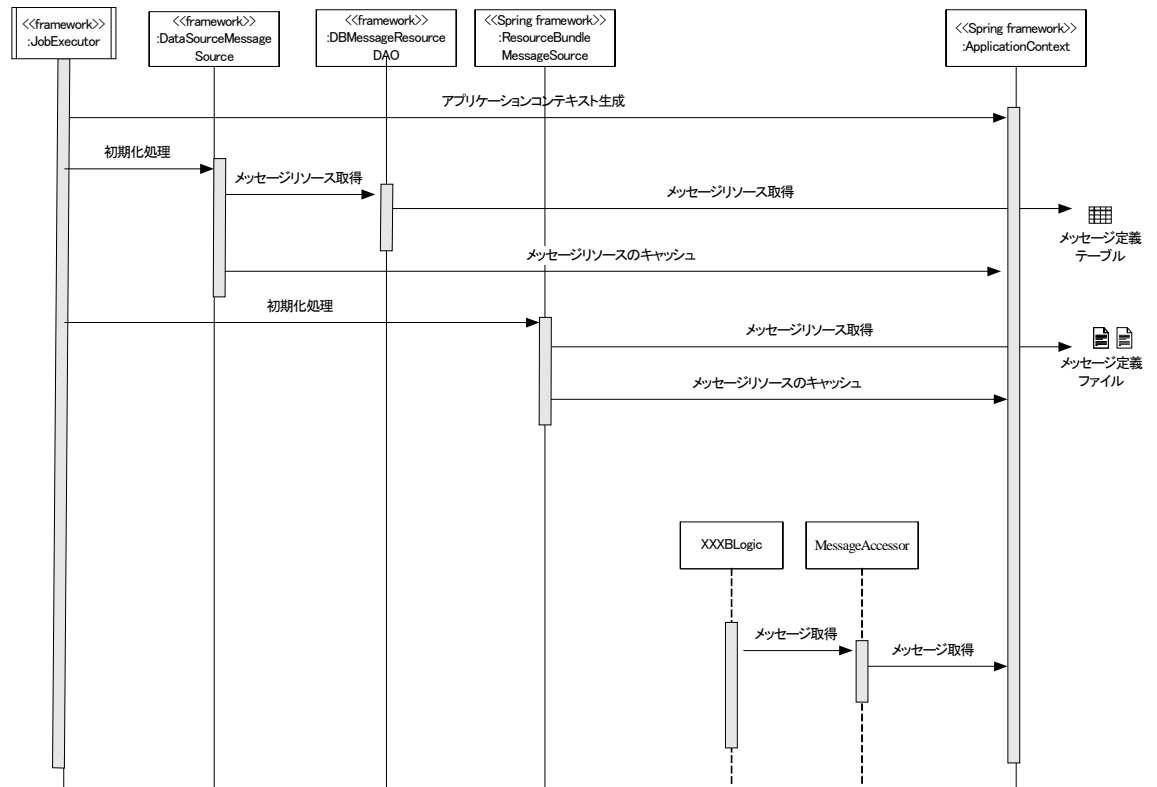 <<framework>>
:JobExecutor
<<framework>>
:DataSourceMessage
Source
<<framework>>
:DBMessageResource
DAO
<<Spring framework>>
:ResourceBundle
MessageSource
<<Spring framework>>
:ApplicationContext
アプリケーションコンテキスト生成
初期化処理
メッセージリソース取得
メッセージリソース取得
メッセージ定義
テーブル
メッセージリソースのキャッシュ
初期化処理
メッセージリソース取得
メッセージ定義
ファイル
メッセージリソースのキャッシュ
XXXBLogic
MessageAccessor
メッセージ取得
メッセージ取得